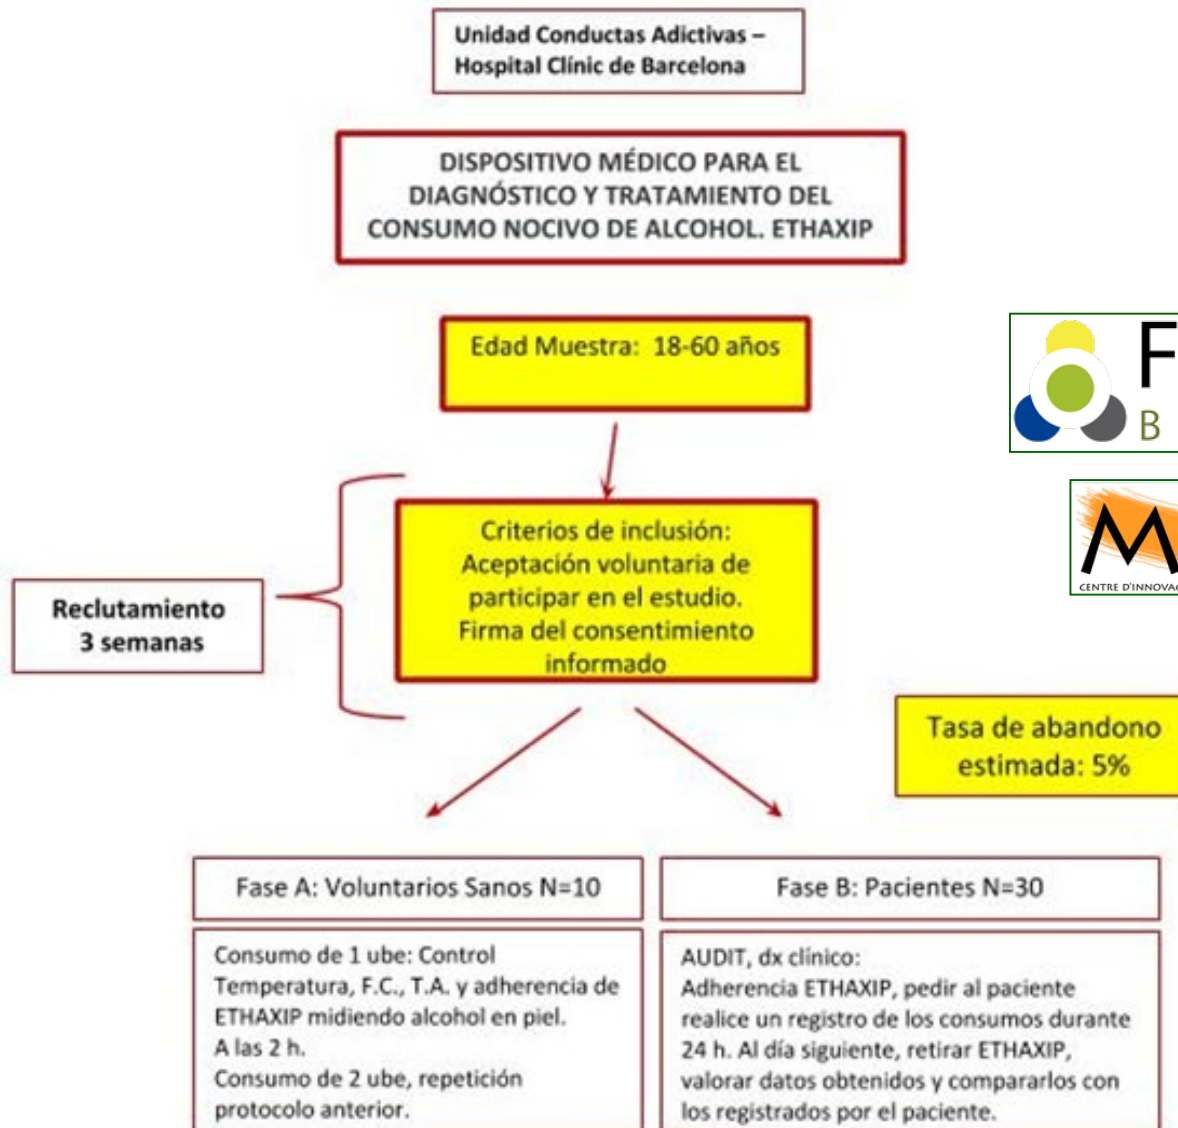 Unidad Conductas Adictivas –
Hospital Clínic de Barcelona
DISPOSITIVO MÉDICO PARA EL
DIAGNÓSTICO Y TRATAMIENTO DEL
CONSUMO NOCIVO DE ALCOHOL. ETHAXIP
Edad Muestra: 18-60 años
F
B
M
CENTRE D'INNOVAC
Criterios de inclusión:
Aceptación voluntaria de
participar en el estudio.
Firma del consentimiento
informado
Reclutamiento
3 semanas
Tasa de abandono
estimada: 5%
Fase A: Voluntarios Sanos N=10
Consumo de 1 ube: Control
Temperatura, F.C., T.A. y adherencia de
ETHAXIP midiendo alcohol en piel.
A las 2 h.
Consumo de 2 ube, repetición
protocolo anterior.
Fase B: Pacientes N=30
AUDIT, dx clínico:
Adherencia ETHAXIP, pedir al paciente
realice un registro de los consumos durante
24 h. Al día siguiente, retirar ETHAXIP,
valorar datos obtenidos y compararlos con
los registrados por el paciente.